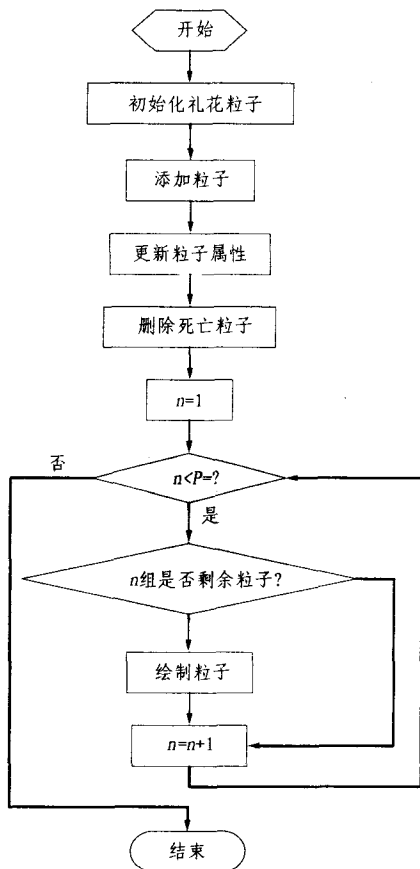 开始
初始化礼花粒子
添加粒子
更新粒子属性
删除死亡粒子
n=1
否
n<P=?
是
n组是否剩余粒子?
绘制粒子
n=n+1
结束